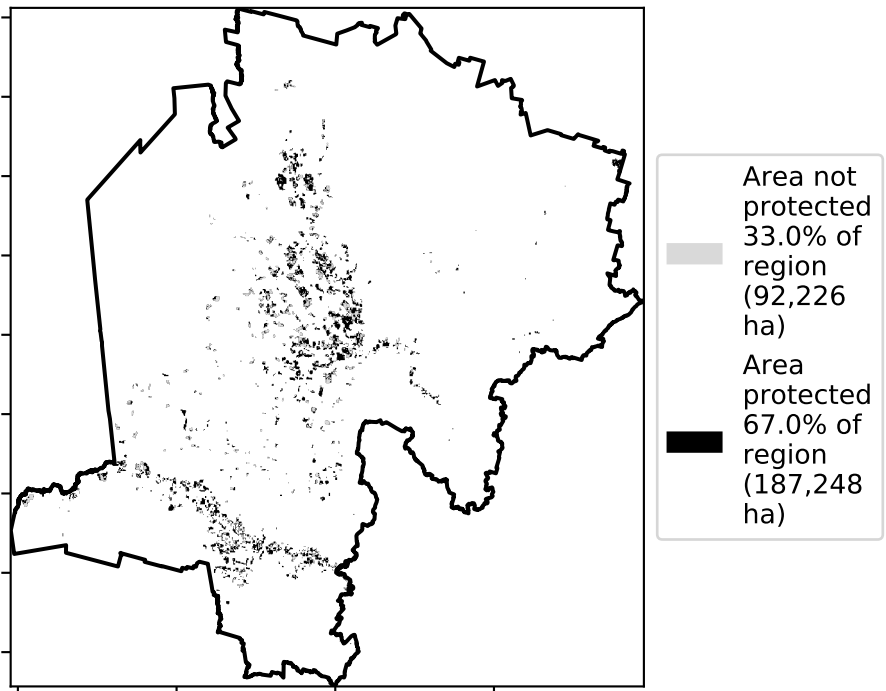 Area not
protected
33.0% of
region
(92,226
ha)
Area
protected
67.0% of
region
(187,248
ha)